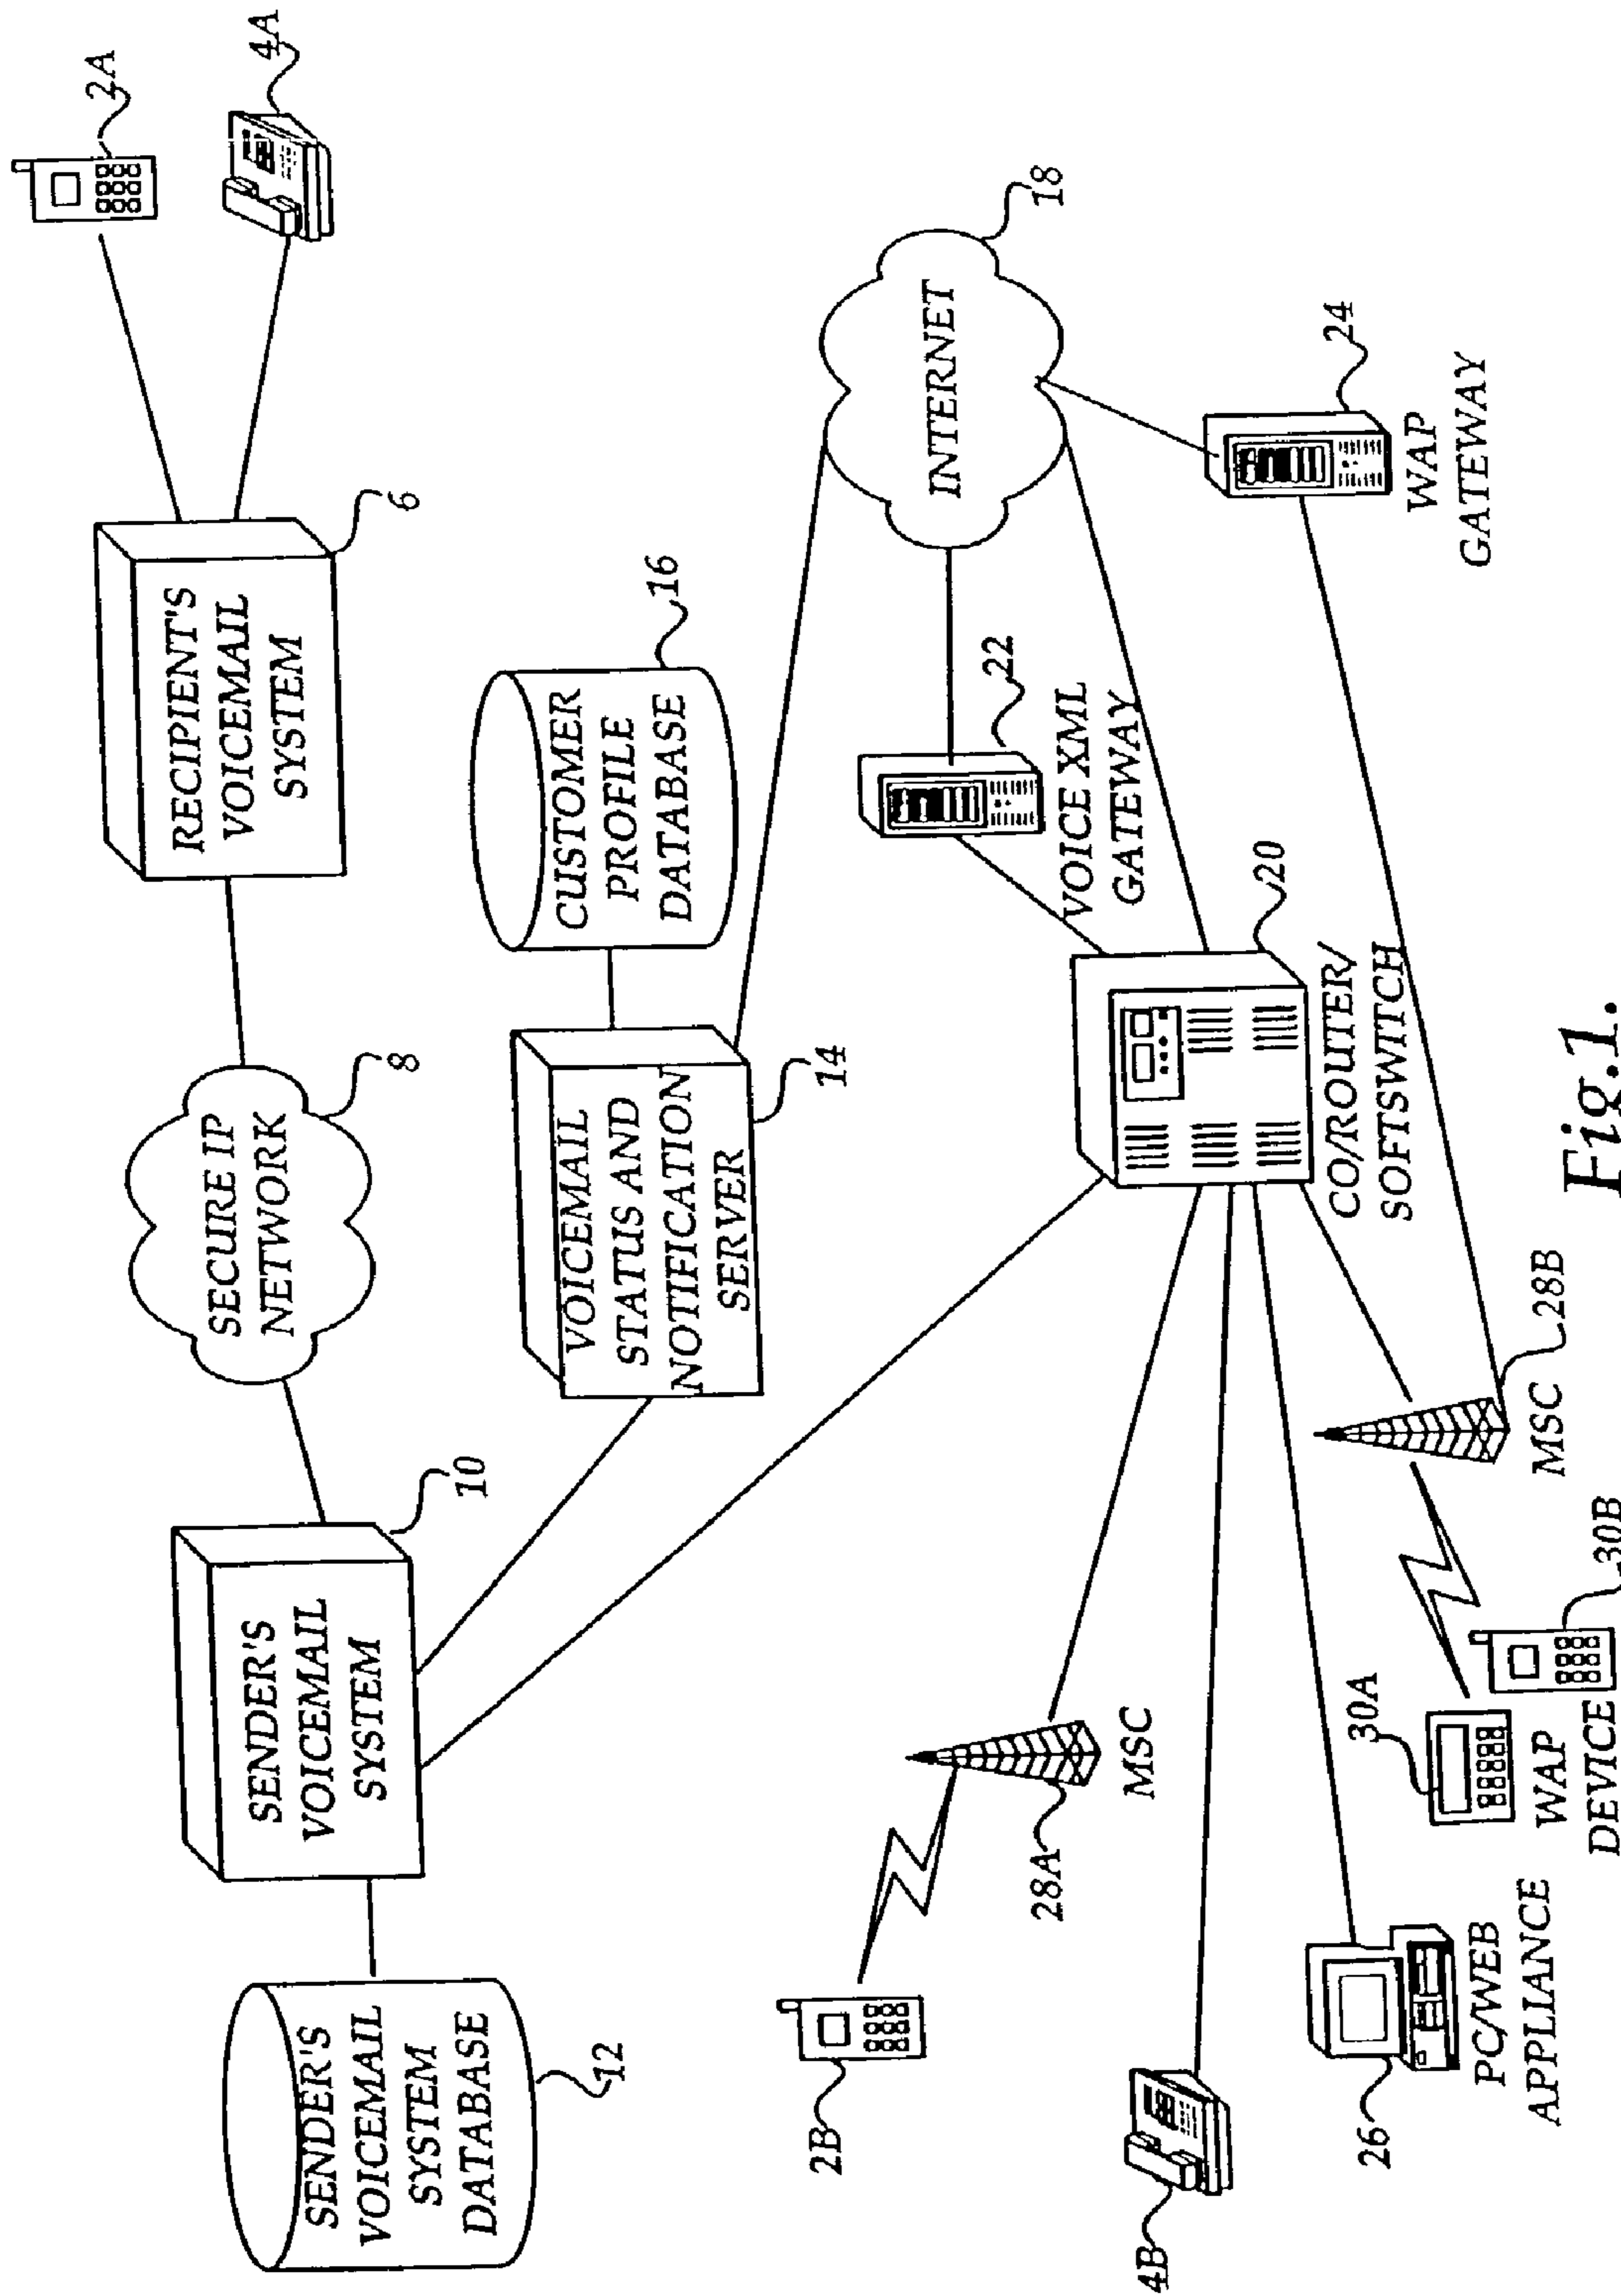 2A
4A
RECIPIENT'S
VOICEMAIL
SYSTEM
6
SECURE IP
NETWORK
8
SENDER'S
VOICEMAIL
SYSTEM
10
SENDER'S
VOICEMAIL
SYSTEM
DATABASE
12
CUSTOMER
PROFILE
DATABASE
16
VOICEMAIL
STATUS AND
NOTIFICATION
SERVER
14
INTERNET
18
22
VOICE XML
GATEWAY
24
WAP
GATEWAY
20
CO/ROUTER/
SOFTSWITCH
2B
28A
MSC
4B
26
PC/WEB
APPLIANCE
30A
WAP
DEVICE
30B
MSC
28B
Fig.1.